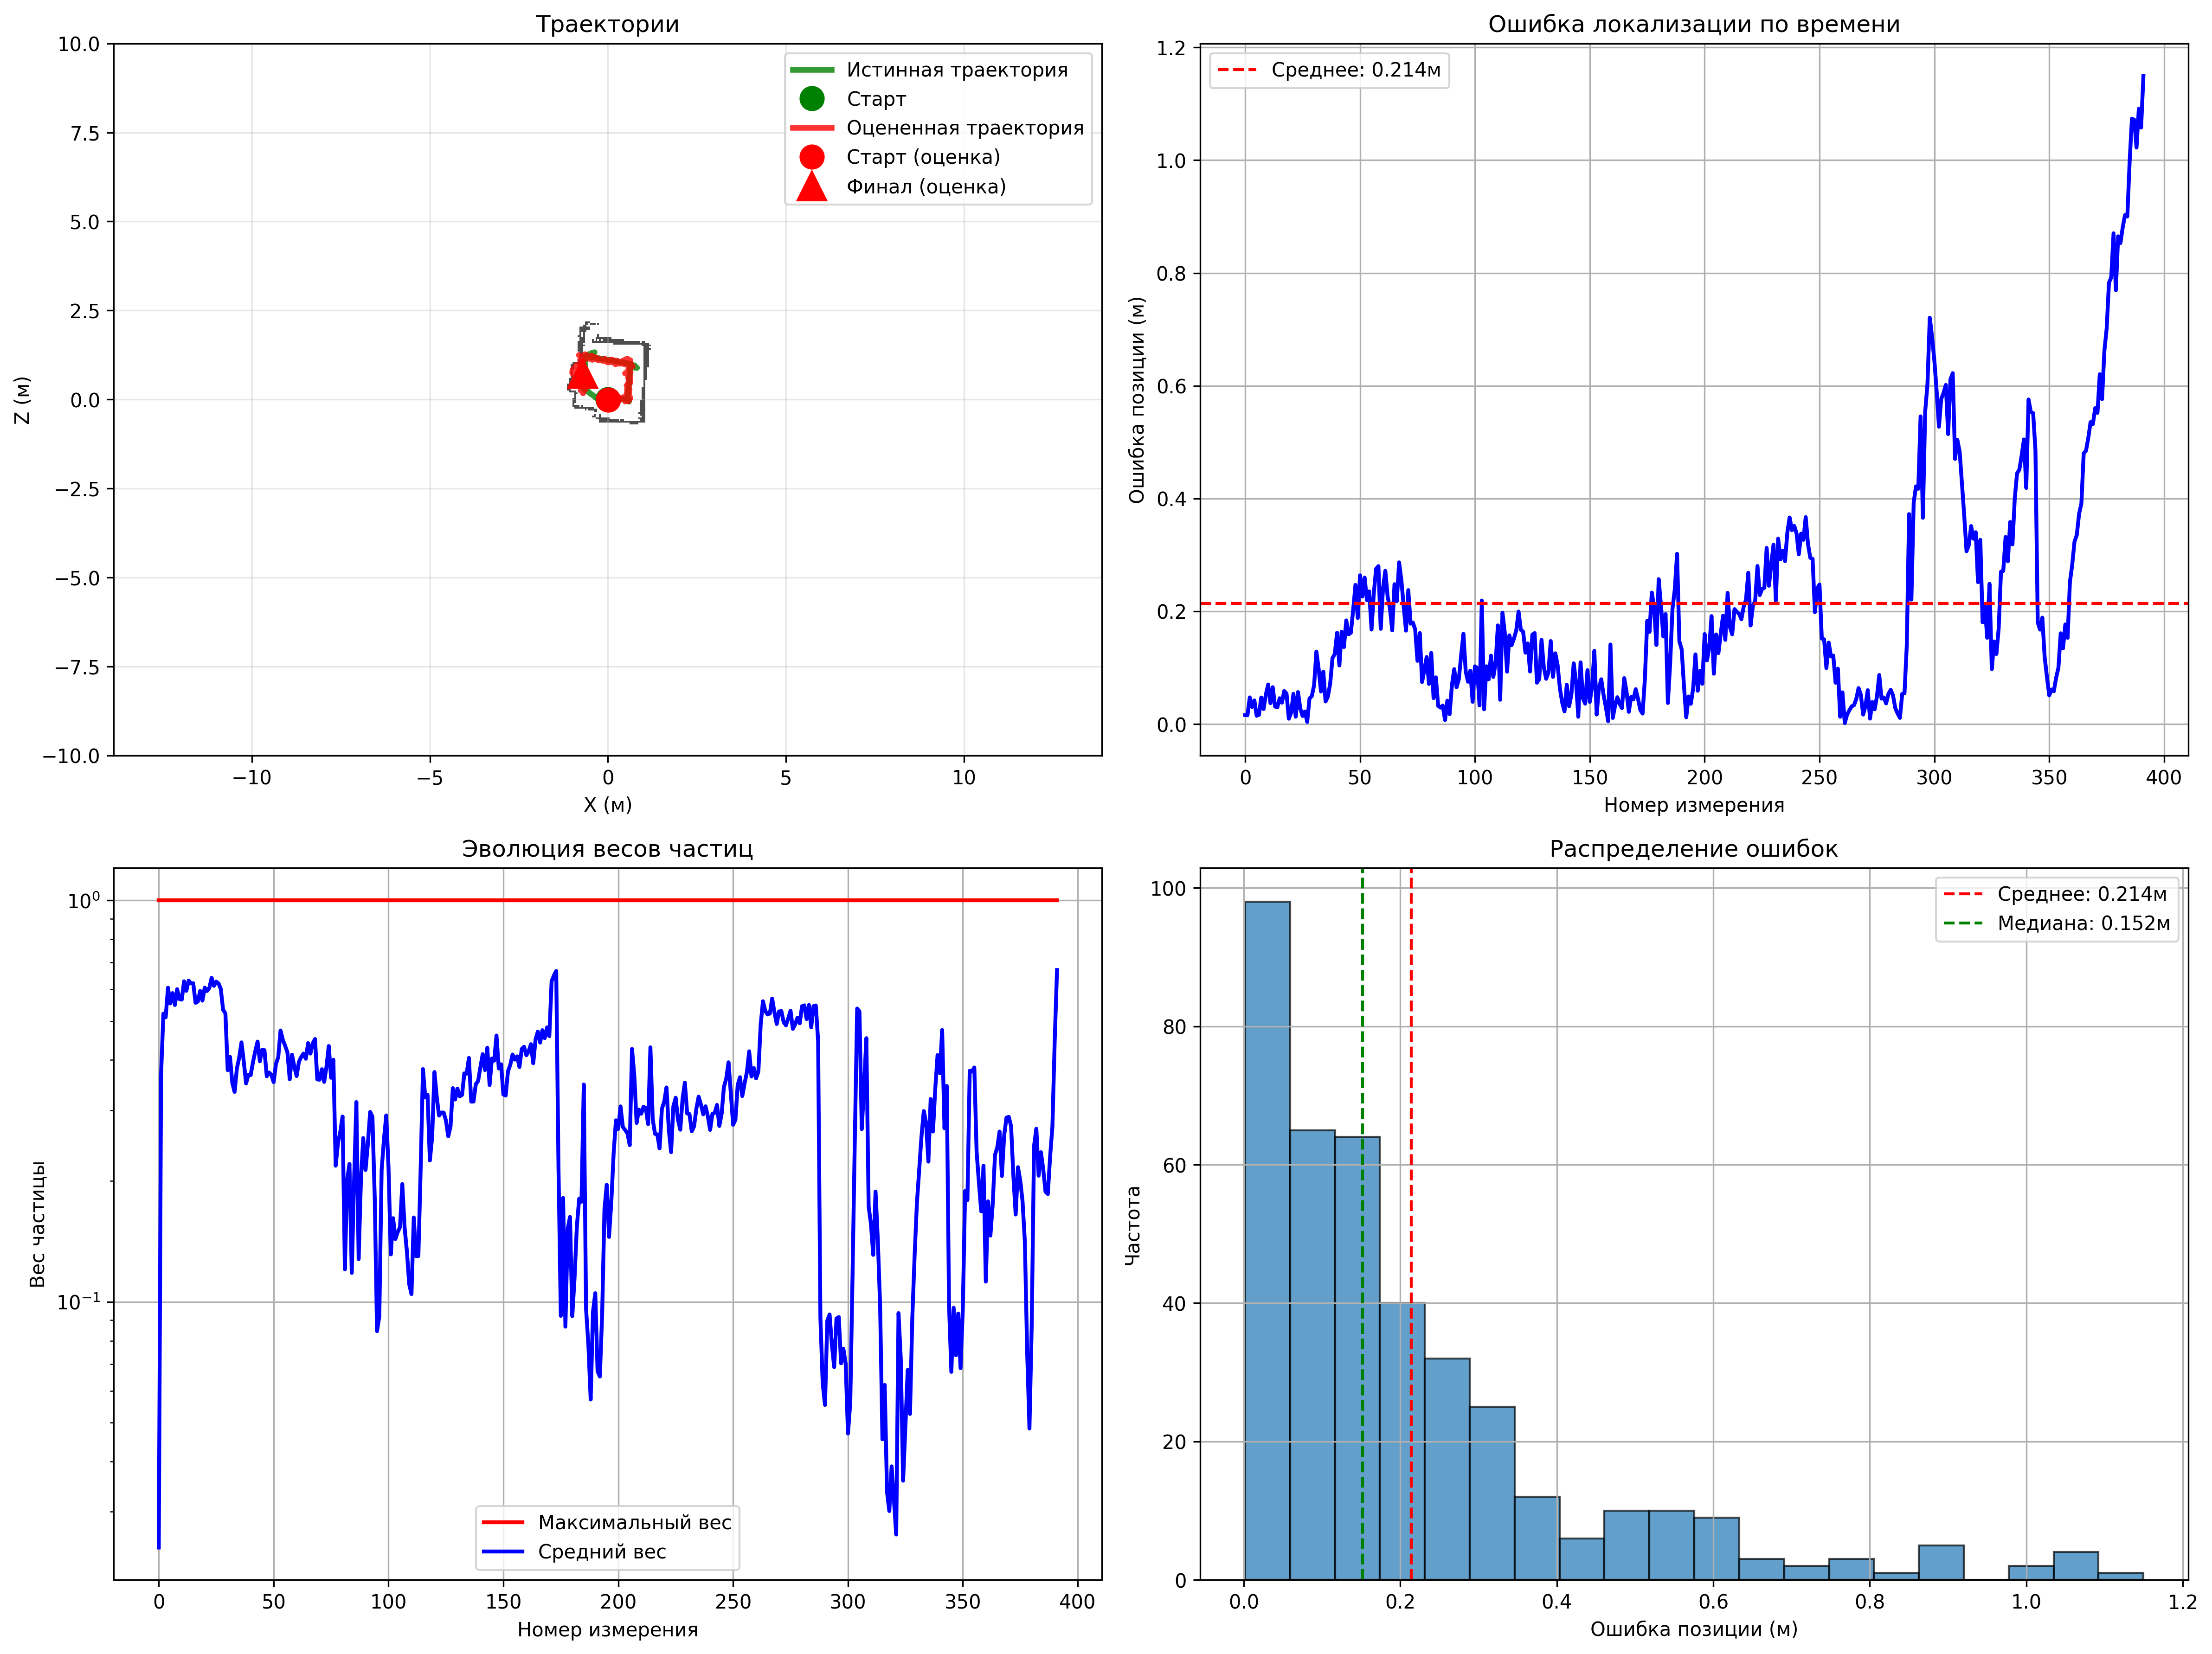 Траектории
10.0
7.5
5.0
2.5
0.0
−2.5
−5.0
−7.5
−10.0
Z (м)
−10
−5
0
5
10
X (м)
Истинная траектория
Старт
Оцененная траектория
Старт (оценка)
Финал (оценка)
Ошибка локализации по времени
1.2
1.0
0.8
0.6
0.4
0.2
0.0
Ошибка позиции (м)
0
50
100
150
200
250
300
350
400
Номер измерения
Среднее: 0.214м
Эволюция весов частиц
10⁰
10⁻¹
Вес частицы
0
50
100
150
200
250
300
350
400
Номер измерения
Максимальный вес
Средний вес
Распределение ошибок
100
80
60
40
20
0
Частота
0.0
0.2
0.4
0.6
0.8
1.0
1.2
Ошибка позиции (м)
Среднее: 0.214м
Медиана: 0.152м